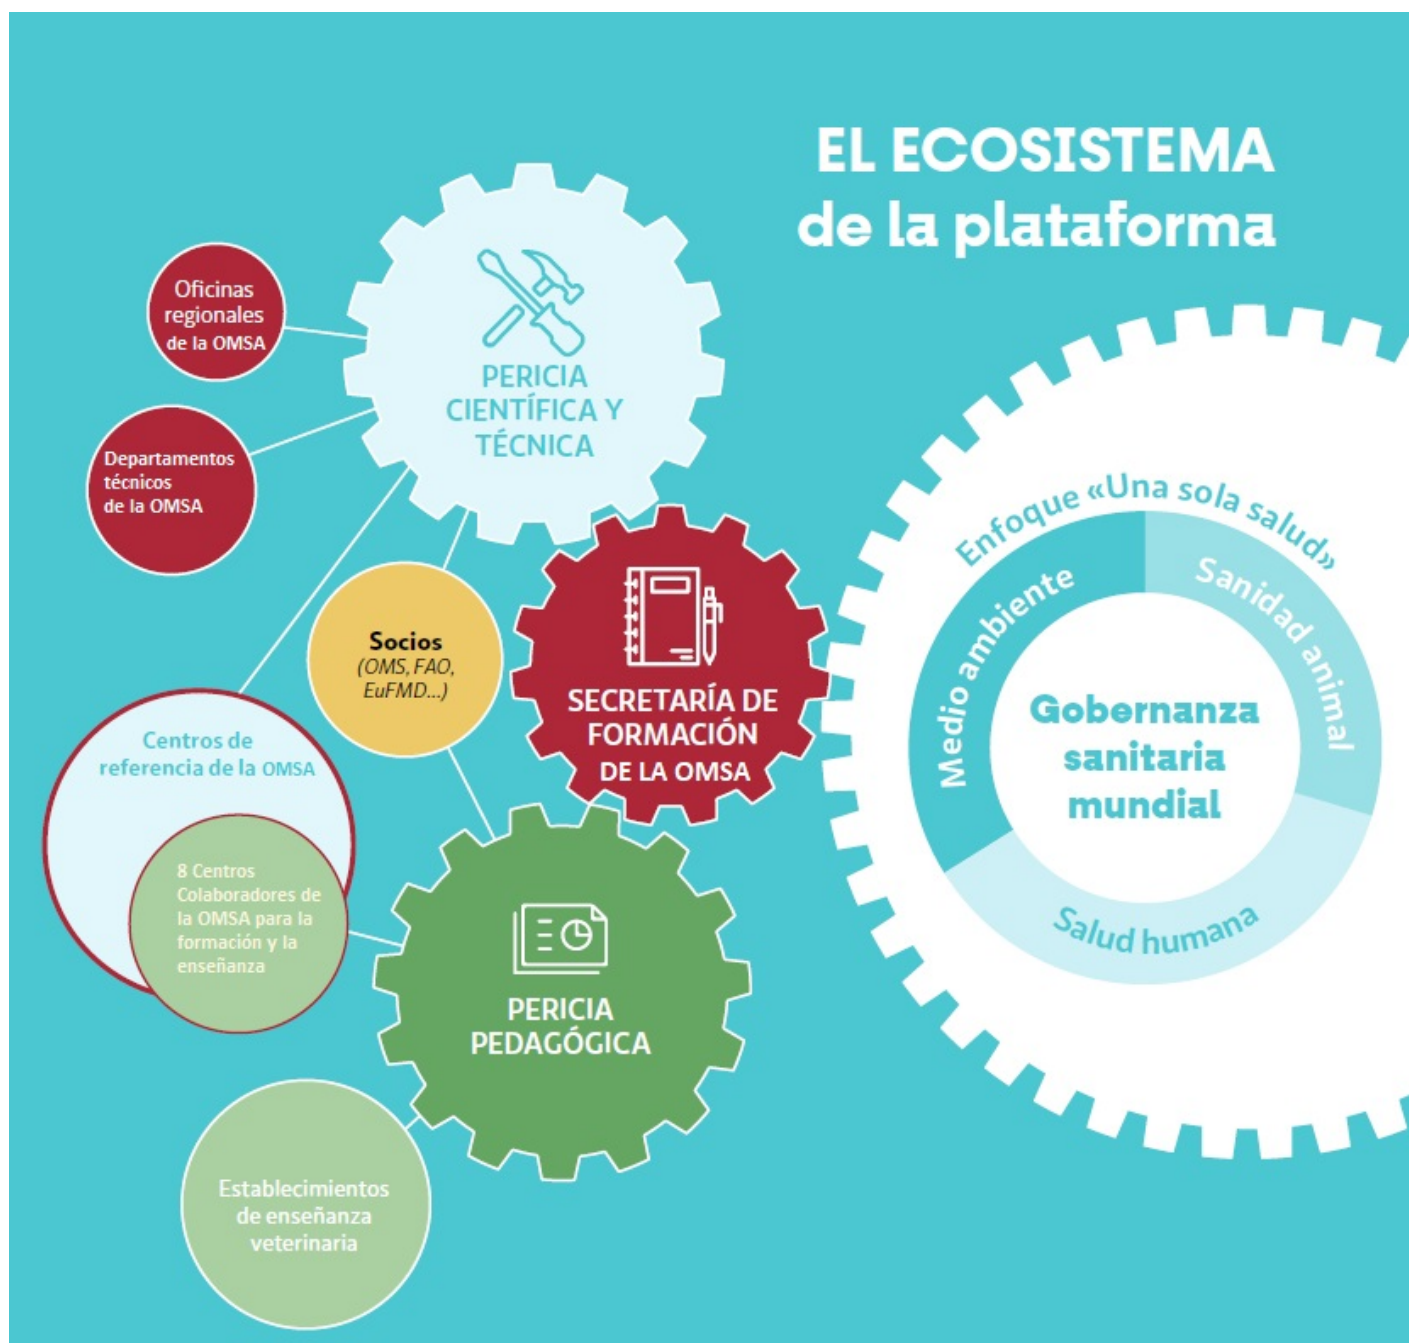 EL ECOSISTEMA
de la plataforma
Oficinas
regionales
de la OMSA
PERICIA
CIENTÍFICA Y
TÉCNICA
Departamentos
técnicos
de la OMSA
Socios
(OMS, FAO,
EuFMD...)
SECRETARÍA DE
FORMACIÓN
DE LA OMSA
Centros de
referencia de la OMSA
8 Centros
Colaboradores de
la OMSA para la
formación y la
enseñanza
PERICIA
PEDAGÓGICA
Establecimientos
de enseñanza
veterinaria
Enfoque «Una sola salud»
Medio ambiente
Sanidad animal
Gobernanza
sanitaria
mundial
Salud humana